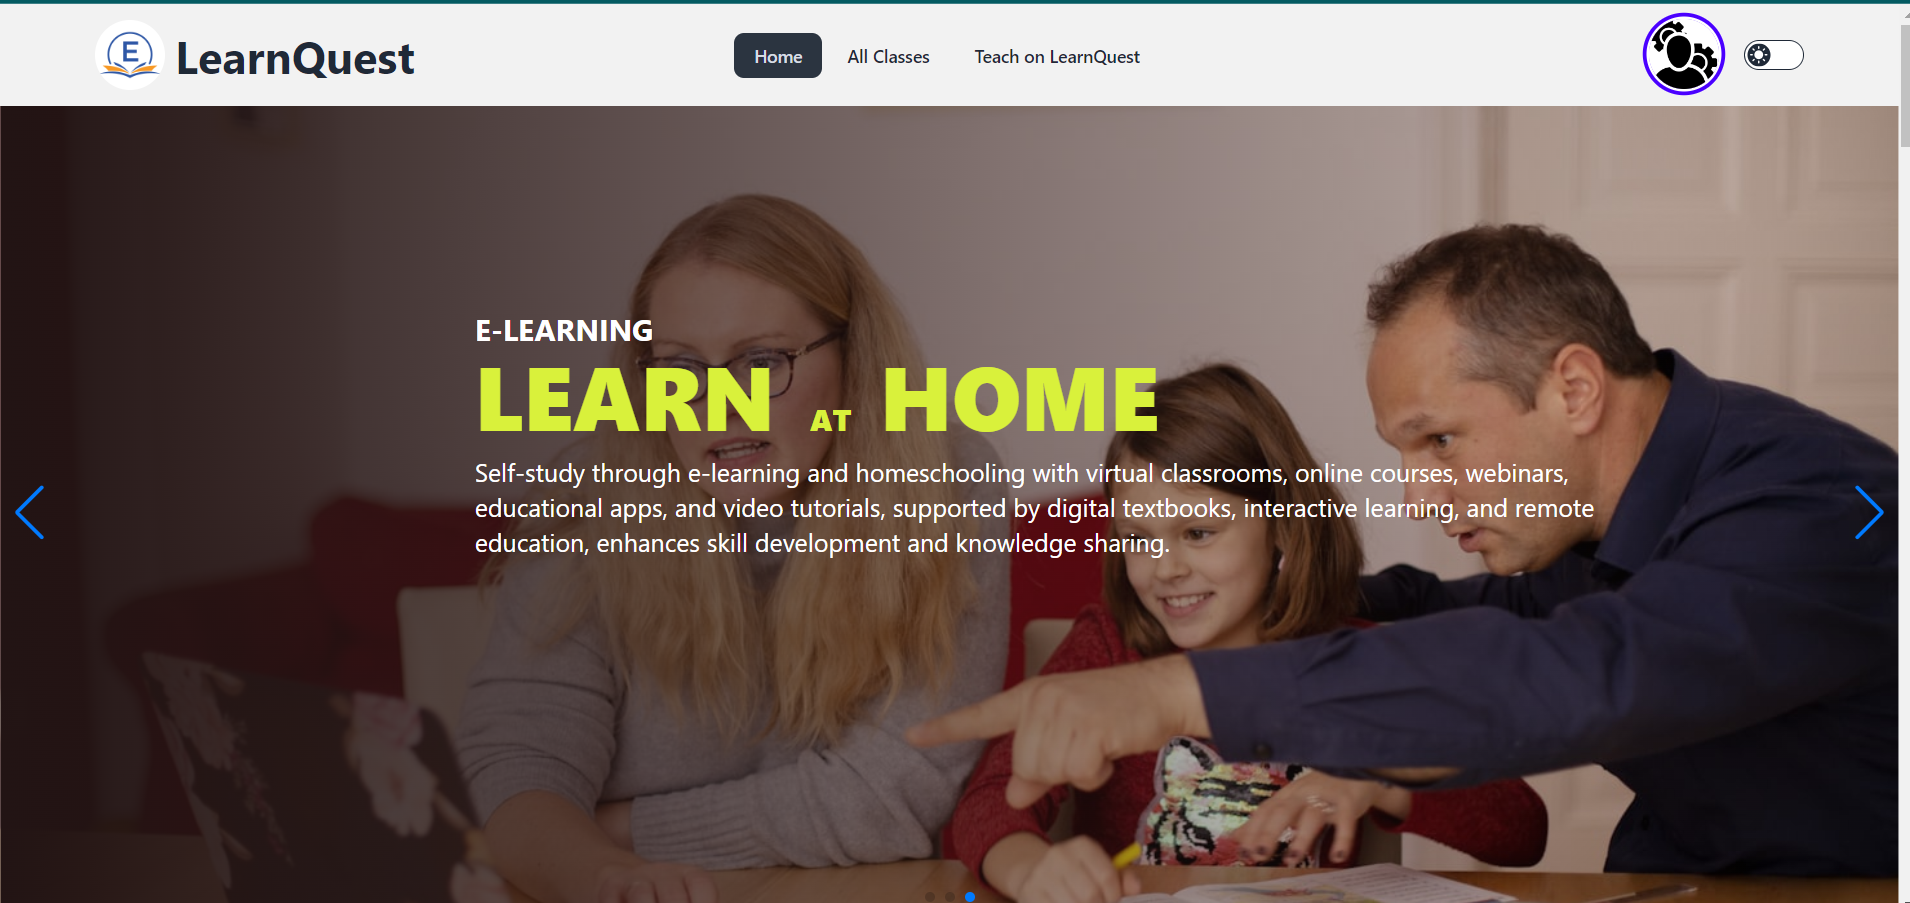 E LearnQuest
Home
All Classes
Teach on LearnQuest
E-LEARNING
LEARN AT HOME
Self-study through e-learning and homeschooling with virtual classrooms, online courses, webinars,
educational apps, and video tutorials, supported by digital textbooks, interactive learning, and remote
education, enhances skill development and knowledge sharing.